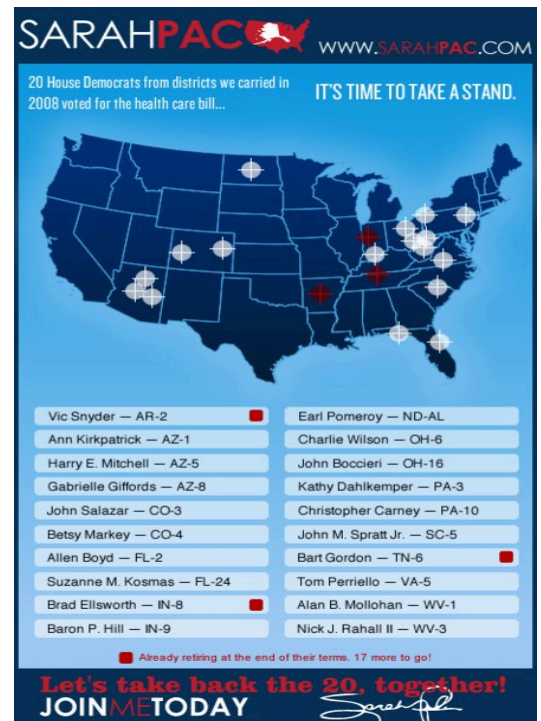 SARAHPAC
WWW.SARAHPAC.COM
20 House Democrats from districts we carried in
2008 voted for the health care bill...
IT'S TIME TO TAKE A STAND.
Vic Snyder — AR-2
Ann Kirkpatrick — AZ-1
Harry E. Mitchell — AZ-5
Gabrielle Giffords — AZ-8
John Salazar — CO-3
Betsy Markey — CO-4
Allen Boyd — FL-2
Suzanne M. Kosmas — FL-24
Brad Ellsworth — IN-8
Baron P. Hill — IN-9
Earl Pomeroy — ND-AL
Charlie Wilson — OH-6
John Boccieri — OH-16
Kathy Dahlkemper — PA-3
Christopher Carney — PA-10
John M. Spratt Jr. — SC-5
Bart Gordon — TN-6
Tom Perriello — VA-5
Alan B. Mollohan — WV-1
Nick J. Rahall II — WV-3
Already retiring at the end of their terms. 17 more to go!
Let's take back the 20, together!
JOINMETODAY